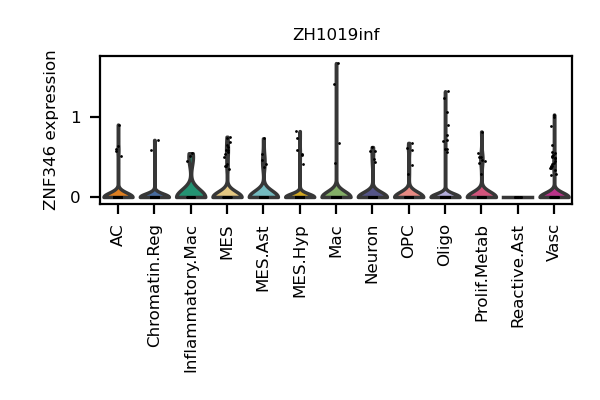 ZH1019inf
ZNF346 expression
1
0
AC
Chromatin.Reg
Inflammatory.Mac
MES
MES.Ast
MES.Hyp
Mac
Neuron
OPC
Oligo
Prolif.Metab
Reactive.Ast
Vasc